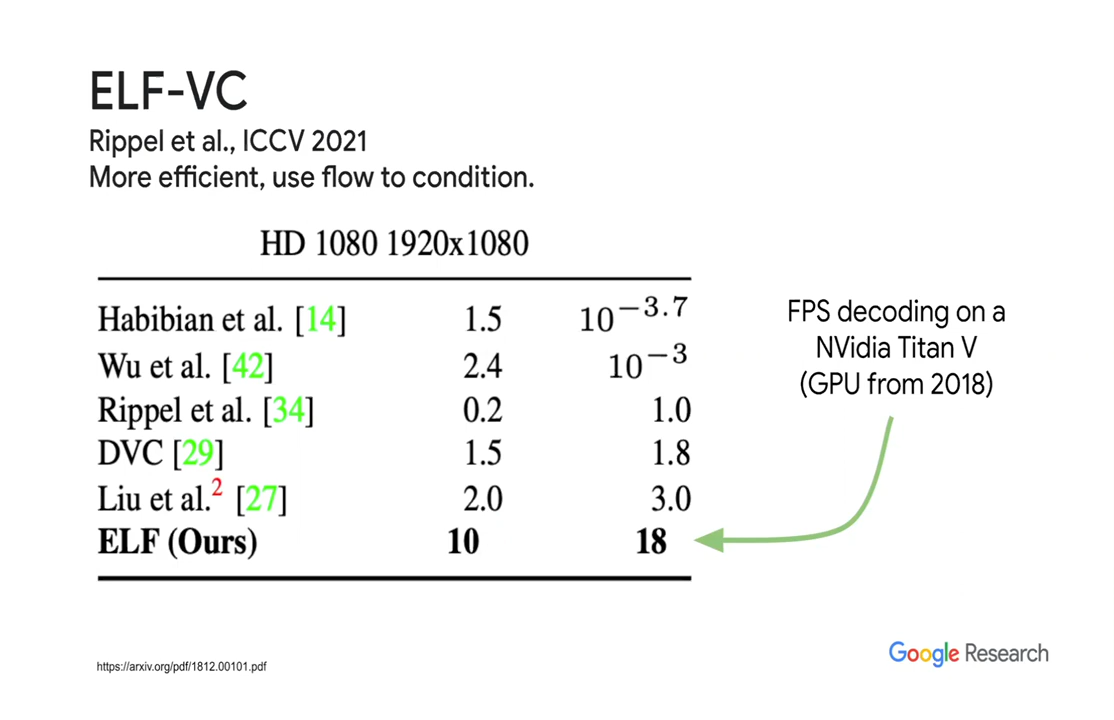 ELF-VC
Rippel et al., ICCV 2021
More efficient, use flow to condition.
HD 1080 1920x1080
Habibian et al. [14] 1.5 10^−3.7
Wu et al. [42] 2.4 10^−3
Rippel et al. [34] 0.2 1.0
DVC [29] 1.5 1.8
Liu et al.² [27] 2.0 3.0
ELF (Ours) 10 18
FPS decoding on a
NVidia Titan V
(GPU from 2018)
https://arxiv.org/pdf/1812.00101.pdf
Google Research